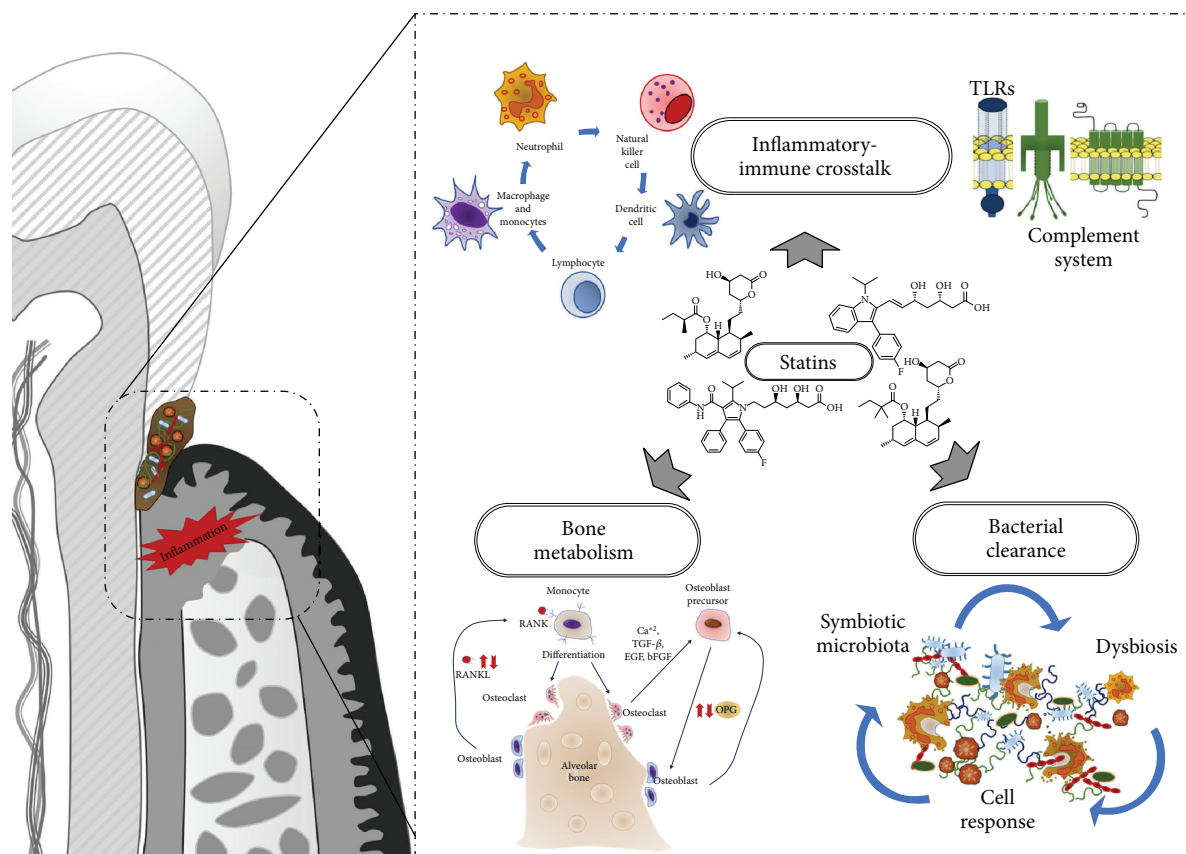 Inflammation
Neutrophil
Natural
killer
cell
Dendritic
cell
Lymphocyte
Macrophage
and
monocytes
Inflammatory-
immune crosstalk
TLRs
Complement
system
HO
O
O
O
O
H
N
OH OH
O
OH
F
Statins
O
NH
N
OH OH
O
OH
F
HO
O
O
O
O
H
Bone
metabolism
Monocyte
RANK
RANKL
Differentiation
Osteoclast
Osteoclast
Osteoblast
Alveolar
bone
Osteoblast
precursor
Ca⁺²,
TGF-β,
EGF, bFGF
OPG
Osteoblast
Bacterial
clearance
Symbiotic
microbiota
Dysbiosis
Cell
response